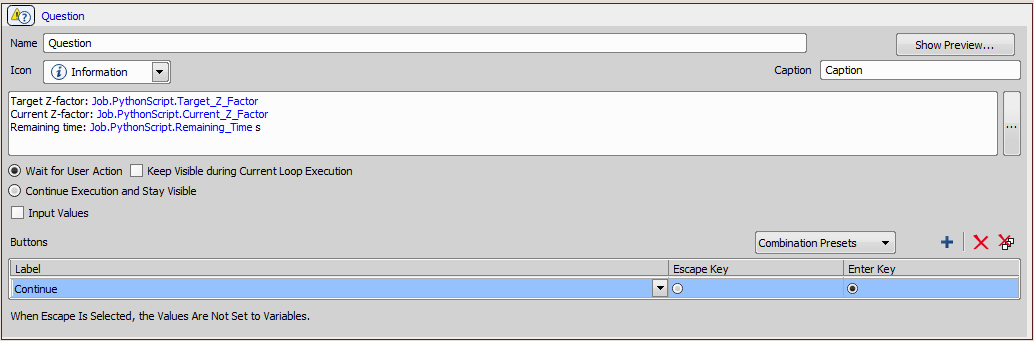 Question
Name Question Show Preview...
Icon Information Caption Caption
Target Z-factor: Job.PythonScript.Target_Z_Factor
Current Z-factor: Job.PythonScript.Current_Z_Factor
Remaining time: Job.PythonScript.Remaining_Time s
...
Wait for User Action Keep Visible during Current Loop Execution
Continue Execution and Stay Visible
Input Values
Buttons Combination Presets
Label Escape Key Enter Key
Continue
When Escape Is Selected, the Values Are Not Set to Variables.